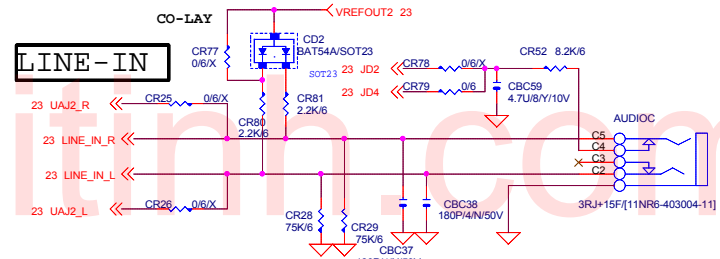 CO-LAY
VREFOUT2 23
LINE-IN
CR77
0/6/X
CD2
BAT54A/SOT23
SOT23
23 JD2
CR78
0/6/X
CR52 8.2K/6
23 JD4
CR79
0/6
CBC59
4.7U/8/Y/10V
23 UAJ2_R
CR25
0/6/X
CR80
2.2K/6
CR81
2.2K/6
AUDIOC
23 LINE_IN_R
C5
C4
C3
C2
23 LINE_IN_L
23 UAJ2_L
CR26
0/6/X
CR28
75K/6
CR29
75K/6
CBC37
CBC38
180P/4/N/50V
3RJ+15F/[11NR6-403004-11]
itinh.com